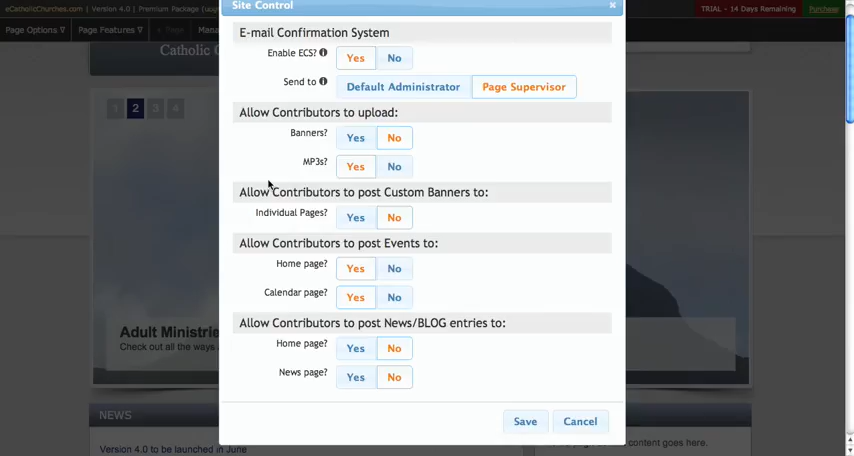 eCatholicChurches.com | Version 4.0 | Premium Package
Site Control
×
TRIAL - 14 Days Remaining
Purchase
Page Options
Page Features
Catholic
1 2 3 4
E-mail Confirmation System
Enable ECS? Yes No
Send to Default Administrator Page Supervisor
Allow Contributors to upload:
Banners? Yes No
MP3s? Yes No
Allow Contributors to post Custom Banners to:
Individual Pages? Yes No
Allow Contributors to post Events to:
Home page? Yes No
Calendar page? Yes No
Allow Contributors to post News/BLOG entries to:
Home page? Yes No
News page? Yes No
Save Cancel
Adult Ministrie
Check out all the ways
NEWS
Version 4.0 to be launched in June
content goes here.